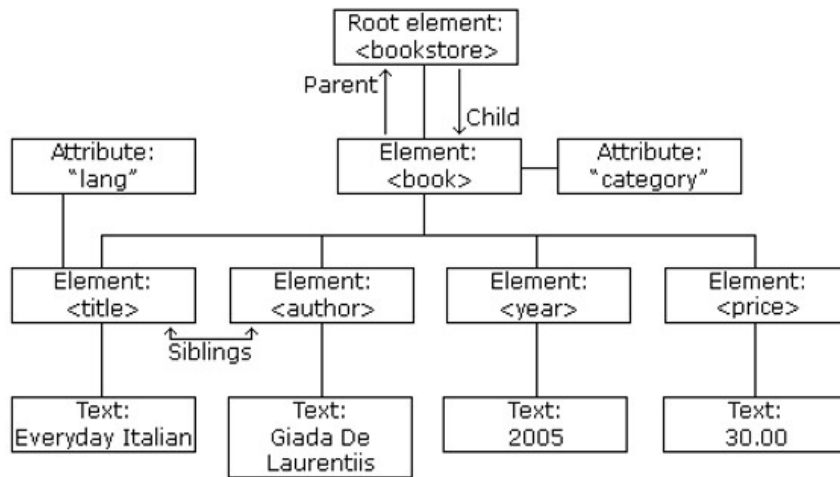 Root element:
<bookstore>
Parent
Child
Attribute:
“lang”
Element:
<book>
Attribute:
“category”
Element:
<title>
Element:
<author>
Element:
<year>
Element:
<price>
Siblings
Text:
Everyday Italian
Text:
Giada De
Laurentiis
Text:
2005
Text:
30.00